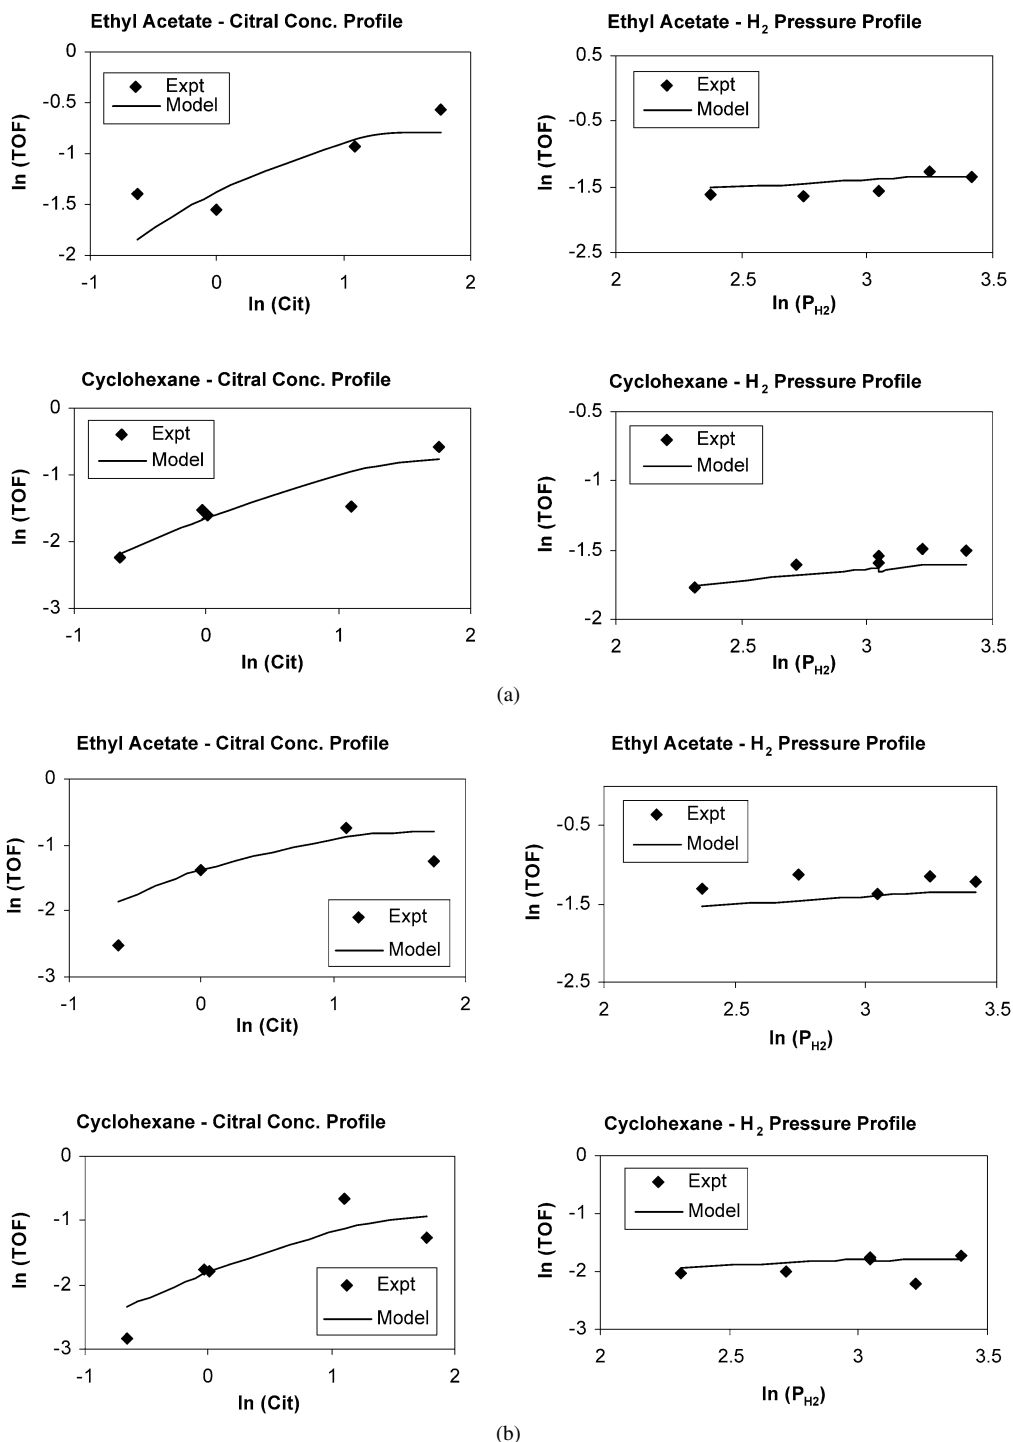 Ethyl Acetate - Citral Conc. Profile
0
-0.5
-1
-1.5
-2
-1
0
1
2
ln (TOF)
ln (Cit)
Expt
Model
Ethyl Acetate - H2 Pressure Profile
0.5
-0.5
-1.5
-2.5
2
2.5
3
3.5
ln (TOF)
ln (PH2)
Expt
Model
Cyclohexane - Citral Conc. Profile
0
-1
-2
-3
-1
0
1
2
ln (TOF)
ln (Cit)
Expt
Model
Cyclohexane - H2 Pressure Profile
-0.5
-1
-1.5
-2
2
2.5
3
3.5
ln (TOF)
ln (PH2)
Expt
Model
(a)
Ethyl Acetate - Citral Conc. Profile
0
-1
-2
-3
-1
0
1
2
ln (TOF)
ln (Cit)
Expt
Model
Ethyl Acetate - H2 Pressure Profile
-0.5
-1.5
-2.5
2
2.5
3
3.5
ln (TOF)
ln (PH2)
Expt
Model
Cyclohexane - Citral Conc. Profile
0
-1
-2
-3
-1
0
1
2
ln (TOF)
ln (Cit)
Expt
Model
Cyclohexane - H2 Pressure Profile
0
-1
-2
-3
2
2.5
3
3.5
ln (TOF)
ln (PH2)
Expt
Model
(b)